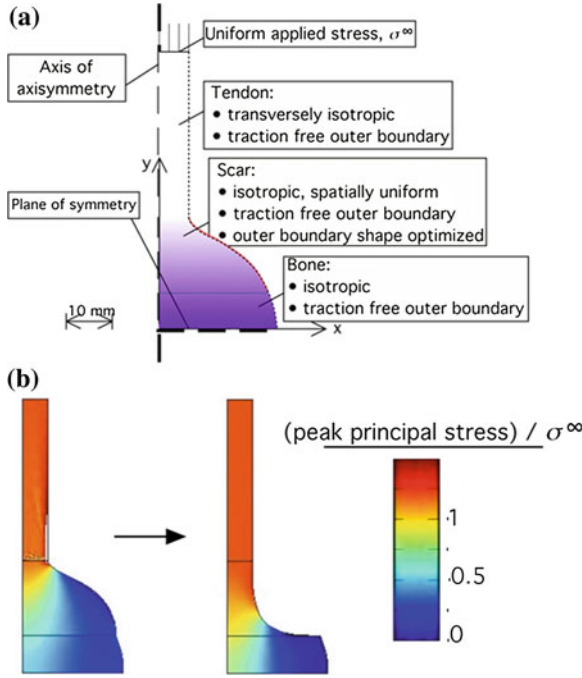 (a)
Uniform applied stress, σ∞
Axis of
axisymmetry
Tendon:
• transversely isotropic
• traction free outer boundary
y
Scar:
• isotropic, spatially uniform
• traction free outer boundary
• outer boundary shape optimized
Plane of symmetry
Bone:
• isotropic
• traction free outer boundary
10 mm
x
(b)
(peak principal stress) / σ∞
1
.0.5
.0